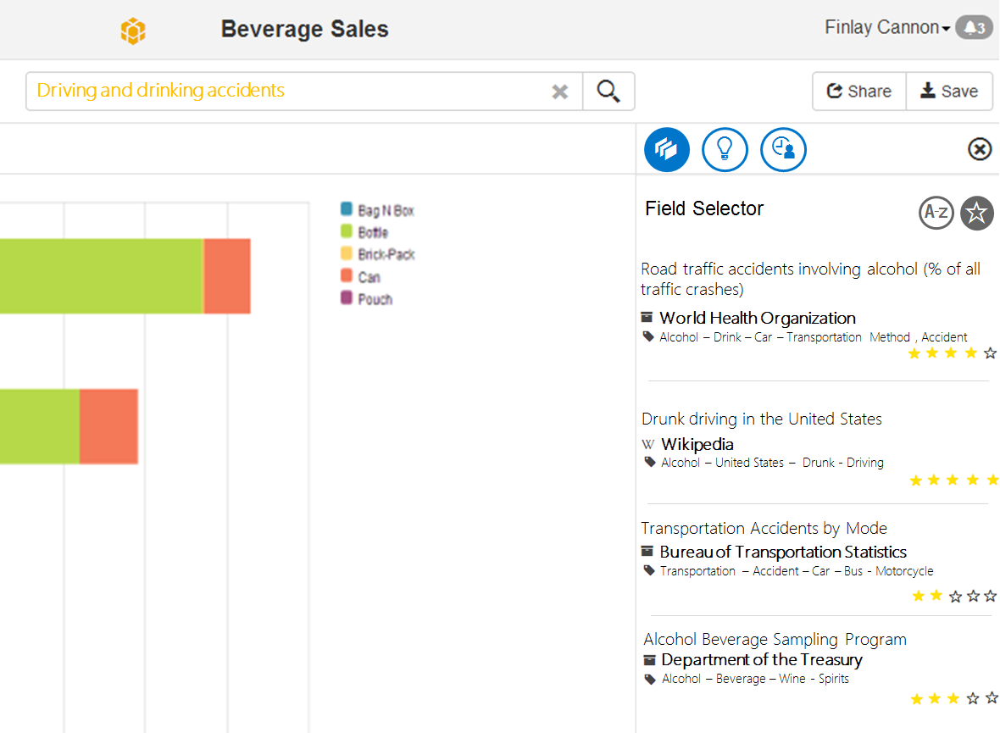 Beverage Sales
Finlay Cannon
3
Driving and drinking accidents
Share
Save
Bag N Box
Bottle
Brick-Pack
Can
Pouch
Field Selector
A-Z
Road traffic accidents involving alcohol (% of all
traffic crashes)
World Health Organization
Alcohol – Drink – Car – Transportation Method , Accident
Drunk driving in the United States
W Wikipedia
Alcohol – United States – Drunk - Driving
Transportation Accidents by Mode
Bureau of Transportation Statistics
Transportation – Accident – Car – Bus - Motorcycle
Alcohol Beverage Sampling Program
Department of the Treasury
Alcohol – Beverage – Wine - Spirits